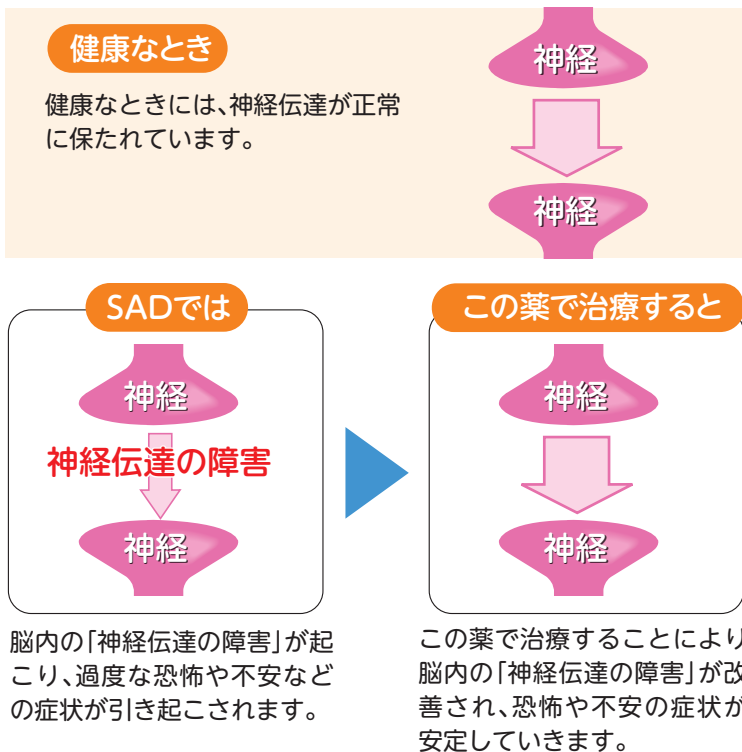 健康なとき
神経
健康なときには、神経伝達が正常
に保たれています。
神経
SADでは
この薬で治療すると
神経
神経
神経伝達の障害
神経
神経
脳内の「神経伝達の障害」が起
こり、過度な恐怖や不安など
の症状が引き起こされます。
この薬で治療することにより
脳内の「神経伝達の障害」が改
善され、恐怖や不安の症状が
安定していきます。